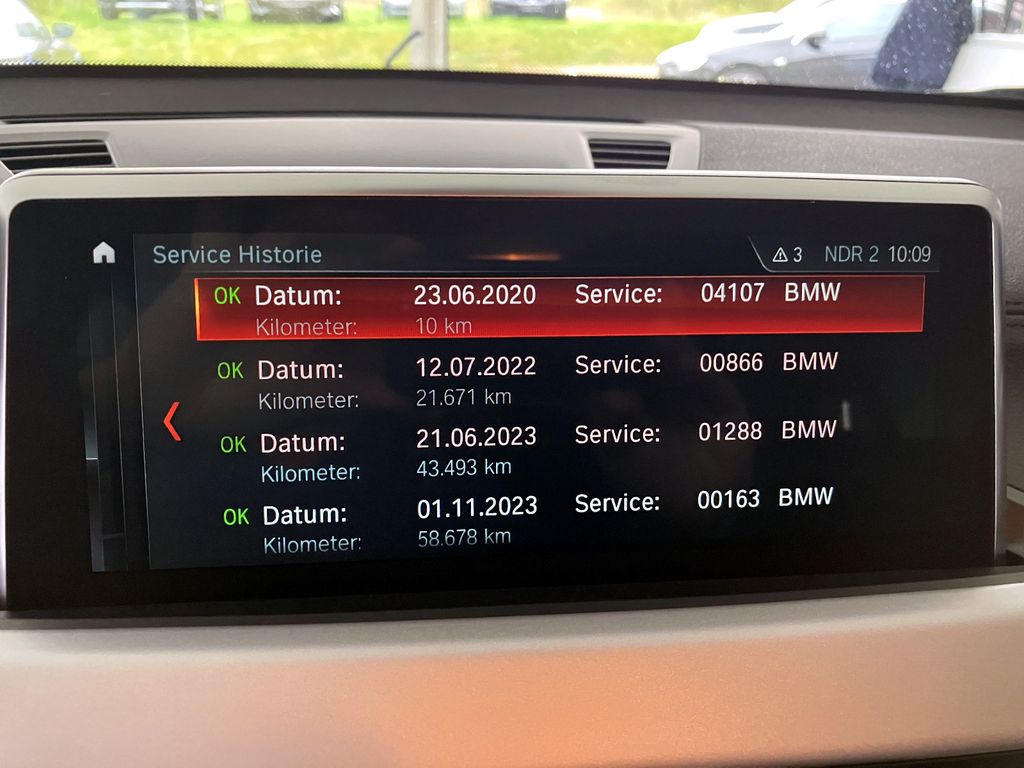 Service Historie 3 NDR 2 10:09
OK Datum: 23.06.2020 Service: 04107 BMW
Kilometer: 10 km
OK Datum: 12.07.2022 Service: 00866 BMW
Kilometer: 21.671 km
OK Datum: 21.06.2023 Service: 01288 BMW
Kilometer: 43.493 km
OK Datum: 01.11.2023 Service: 00163 BMW
Kilometer: 58.678 km